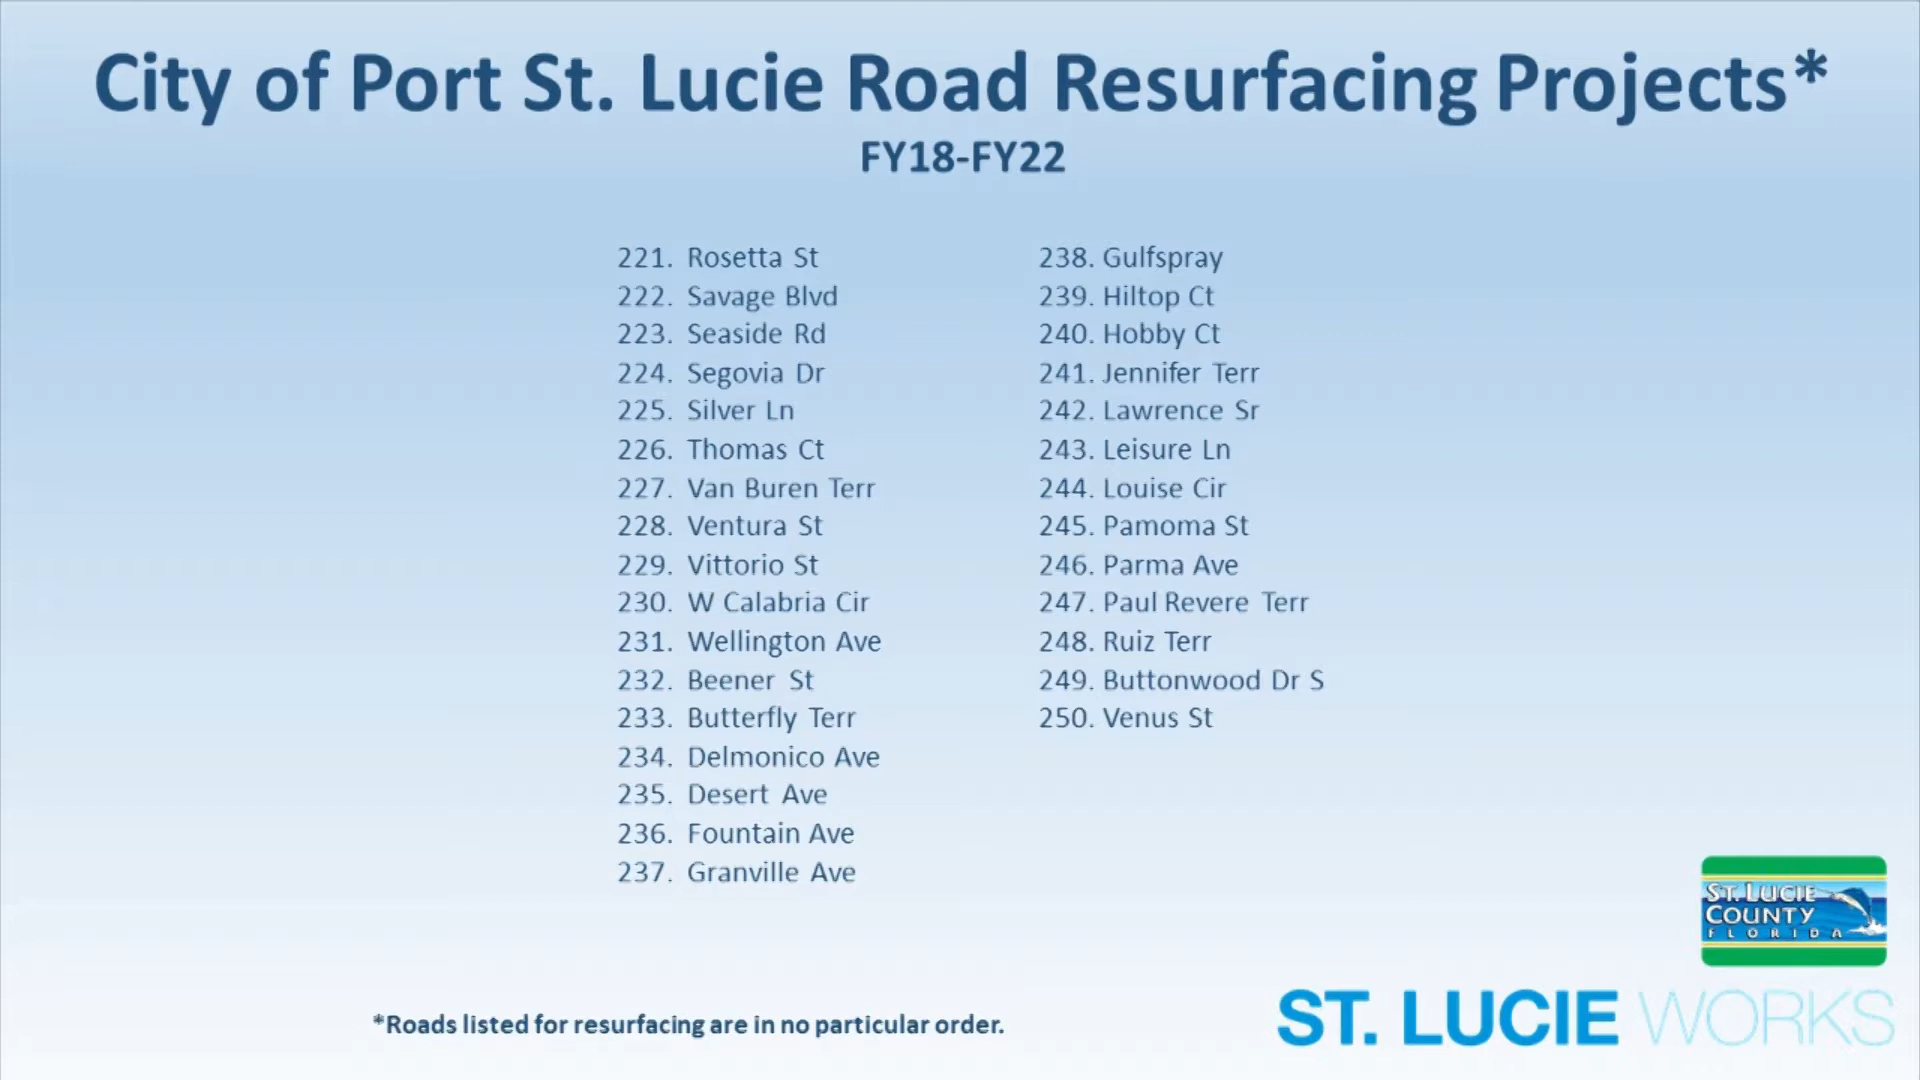 City of Port St. Lucie Road Resurfacing Projects*
FY18-FY22
221. Rosetta St
222. Savage Blvd
223. Seaside Rd
224. Segovia Dr
225. Silver Ln
226. Thomas Ct
227. Van Buren Terr
228. Ventura St
229. Vittorio St
230. W Calabria Cir
231. Wellington Ave
232. Beener St
233. Butterfly Terr
234. Delmonico Ave
235. Desert Ave
236. Fountain Ave
237. Granville Ave
238. Gulfspray
239. Hiltop Ct
240. Hobby Ct
241. Jennifer Terr
242. Lawrence Sr
243. Leisure Ln
244. Louise Cir
245. Pamoma St
246. Parma Ave
247. Paul Revere Terr
248. Ruiz Terr
249. Buttonwood Dr S
250. Venus St
ST. LUCIE
COUNTY
FLORIDA
*Roads listed for resurfacing are in no particular order.
ST. LUCIE WORKS